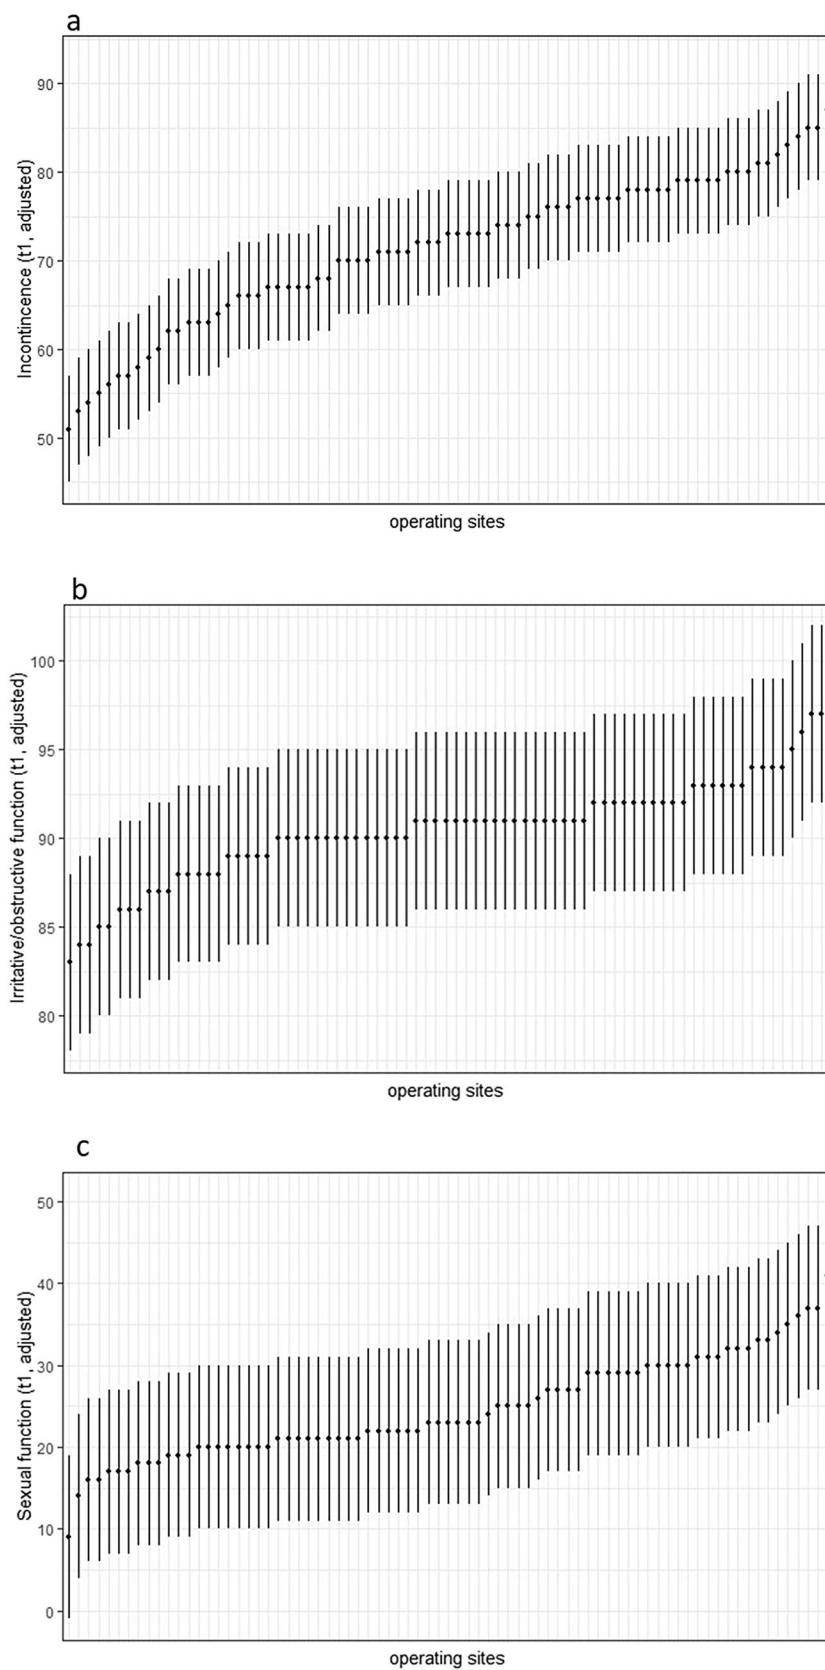 a
Incontincence (t1, adjusted)
90
80
70
60
50
operating sites
b
Irritative/obstructive function (t1, adjusted)
100
95
90
85
80
operating sites
c
Sexual function (t1, adjusted)
50
40
30
20
10
0
operating sites